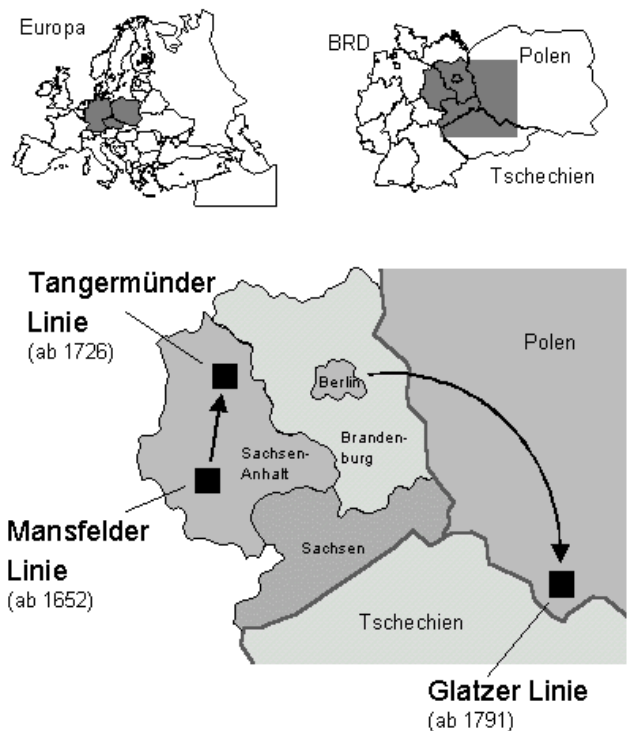 Europa
BRD
Polen
Tschechien
Tangermünder
Linie
(ab 1726)
Polen
Berlin
Branden-
burg
Sachsen-
Anhalt
Mansfelder
Linie
(ab 1652)
Sachsen
Tschechien
Glatzer Linie
(ab 1791)